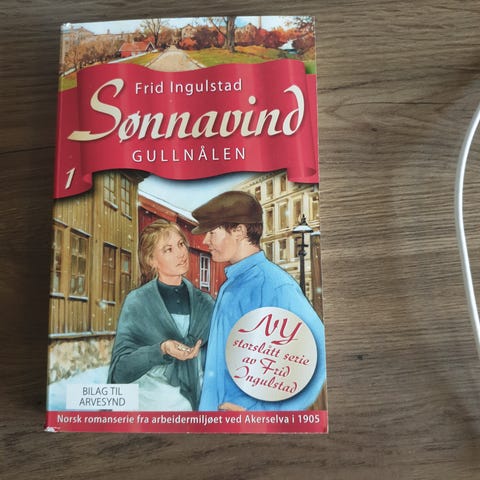 Frid Ingulstad
Sønnavind
GULLNÅLEN
1
NY
storslått serie
av Frid
Ingulstad
BILAG TIL
ARVESYND
Norsk romanserie fra arbeidermiljøet ved Akerselva i 1905